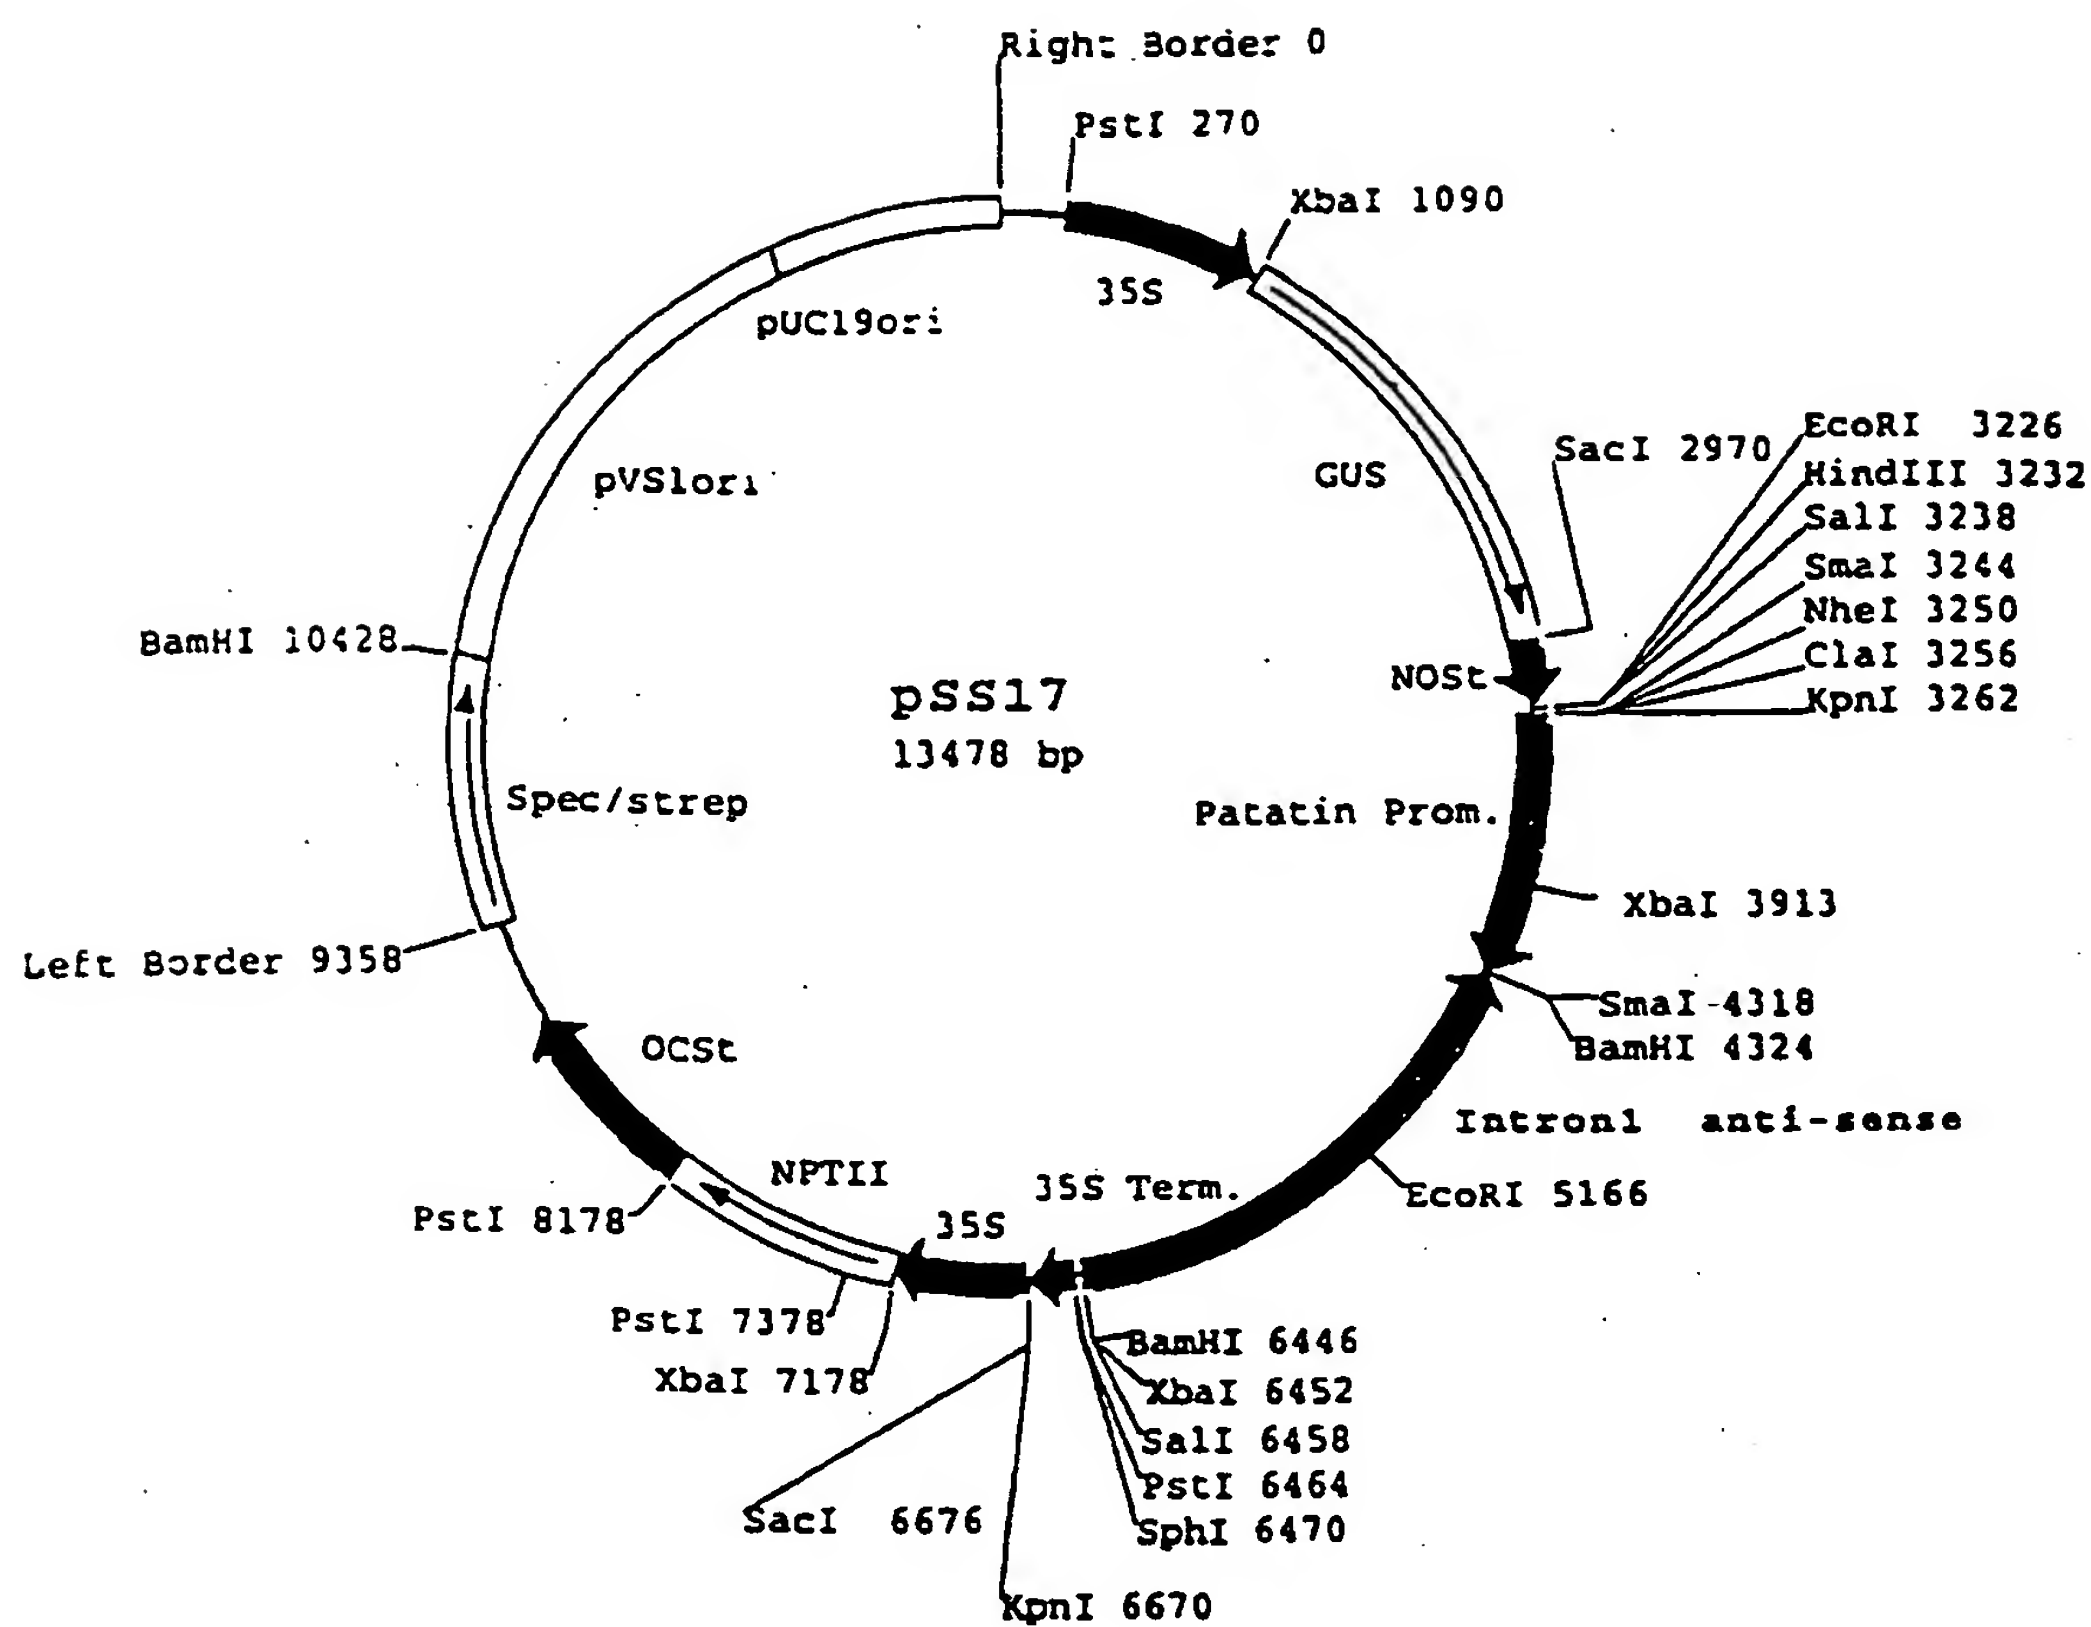 Right Border 0
PstI 270
XbaI 1090
35S
pUC19ori
EcoRI 3226
SacI 2970
HindIII 3232
GUS
pVS1ori
SalI 3238
SmaI 3244
NheI 3250
BamHI 10428
ClaI 3256
NOSt
KpnI 3262
pSS17
13478 bp
Spec/strep
Patatin Prom.
XbaI 3913
Left Border 9358
SmaI 4318
OCSt
BamHI 4324
Intron1 anti-sense
NPTII
35S Term.
EcoRI 5166
PstI 8178
35S
PstI 7378
BamHI 6446
XbaI 7178
XbaI 6452
SalI 6458
PstI 6464
SacI 6676
SphI 6470
KpnI 6670